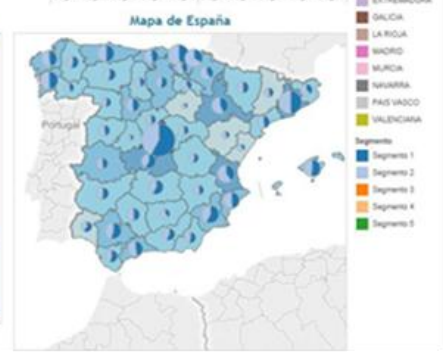 Mapa de España
EXTREMADURA
GALICIA
LA RIOJA
MADRID
MURCIA
NAVARRA
PAIS VASCO
VALENCIANA
Portugal
Segmento
Segmento 1
Segmento 2
Segmento 3
Segmento 4
Segmento 5